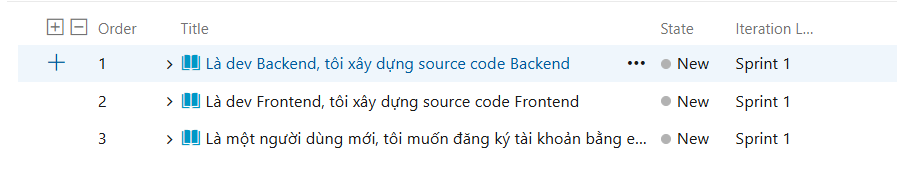 Order Title State Iteration L...
1 Là dev Backend, tôi xây dựng source code Backend ••• New Sprint 1
2 Là dev Frontend, tôi xây dựng source code Frontend New Sprint 1
3 Là một người dùng mới, tôi muốn đăng ký tài khoản bằng e... New Sprint 1